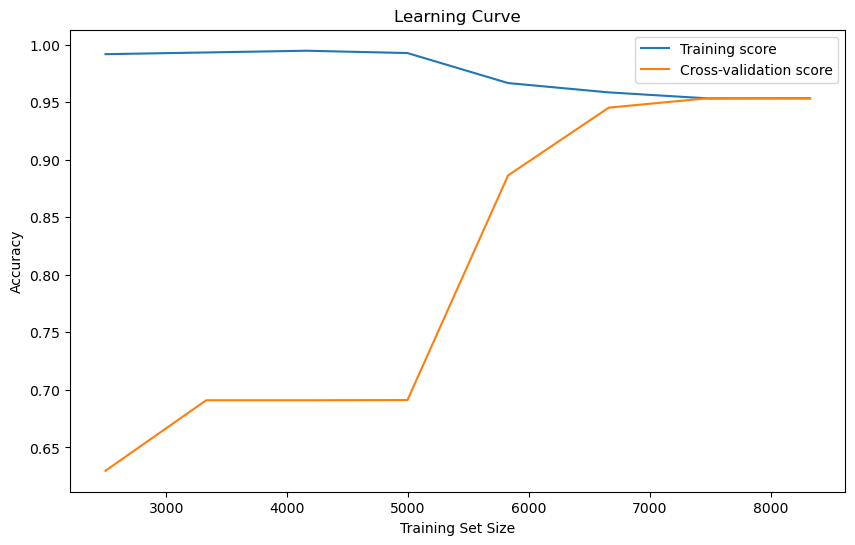 Learning Curve
Training score
Cross-validation score
1.00
0.95
0.90
0.85
0.80
0.75
0.70
0.65
Accuracy
3000
4000
5000
6000
7000
8000
Training Set Size